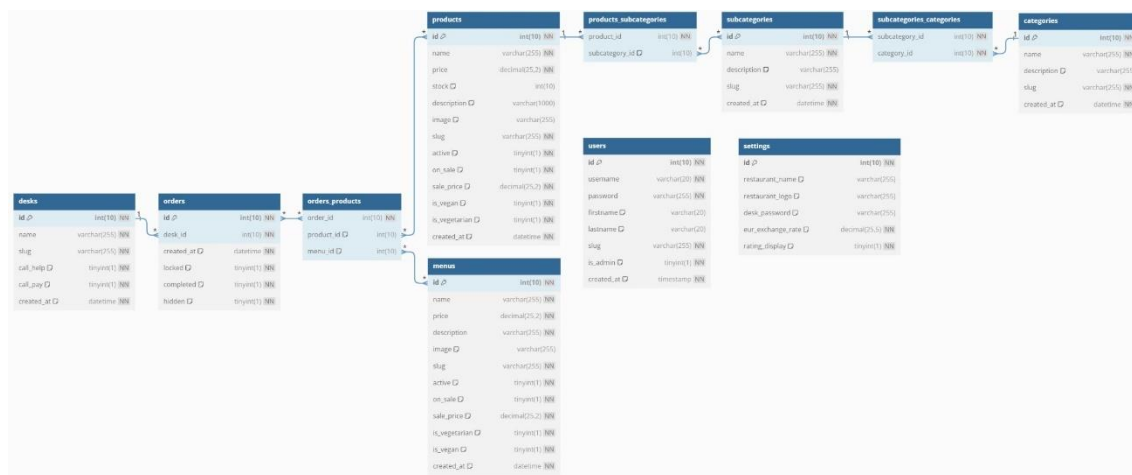 desks
id int(10) NN
name varchar(255) NN
slug varchar(255) NN
call_help tinyint(1) NN
call_pay tinyint(1) NN
created_at datetime NN
orders
id int(10) NN
desk_id int(10) NN
created_at datetime NN
locked tinyint(1) NN
completed tinyint(1) NN
hidden tinyint(1) NN
orders_products
order_id int(10) NN
product_id int(10)
menu_id int(10)
products
id int(10) NN
name varchar(255) NN
price decimal(25,2) NN
stock int(10)
description varchar(1000)
image varchar(255)
slug varchar(255) NN
active tinyint(1) NN
on_sale tinyint(1) NN
sale_price decimal(25,2) NN
is_vegan tinyint(1) NN
is_vegetarian tinyint(1) NN
created_at datetime NN
menus
id int(10) NN
name varchar(255) NN
price decimal(25,2) NN
description varchar(255) NN
image varchar(255)
slug varchar(255) NN
active tinyint(1) NN
on_sale tinyint(1) NN
sale_price decimal(25,2) NN
is_vegetarian tinyint(1) NN
is_vegan tinyint(1) NN
created_at datetime NN
products_subcategories
product_id int(10) NN
subcategory_id int(10)
subcategories
id int(10) NN
name varchar(255) NN
description varchar(255)
slug varchar(255) NN
created_at datetime NN
subcategories_categories
subcategory_id int(10) NN
category_id int(10) NN
categories
id int(10) NN
name varchar(255) NN
description varchar(255
slug varchar(255) NN
created_at datetime NN
users
id int(10) NN
username varchar(20) NN
password varchar(255) NN
firstname varchar(20)
lastname varchar(20)
slug varchar(255) NN
is_admin tinyint(1) NN
created_at timestamp NN
settings
id int(10) NN
restaurant_name varchar(255)
restaurant_logo varchar(255)
desk_password varchar(255)
eur_exchange_rate decimal(25,5) NN
rating_display tinyint(1) NN